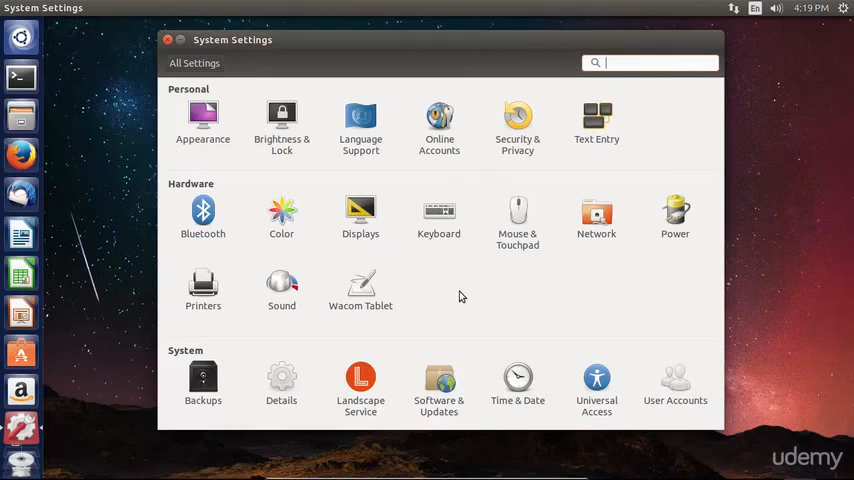 System Settings
En
4:19 PM
System Settings
All Settings
Personal
Appearance
Brightness &
Lock
Language
Support
Online
Accounts
Security &
Privacy
Text Entry
Hardware
Bluetooth
Color
Displays
Keyboard
Mouse &
Touchpad
Network
Power
Printers
Sound
Wacom Tablet
System
Backups
Details
Landscape
Service
Software &
Updates
Time & Date
Universal
Access
User Accounts
udemy